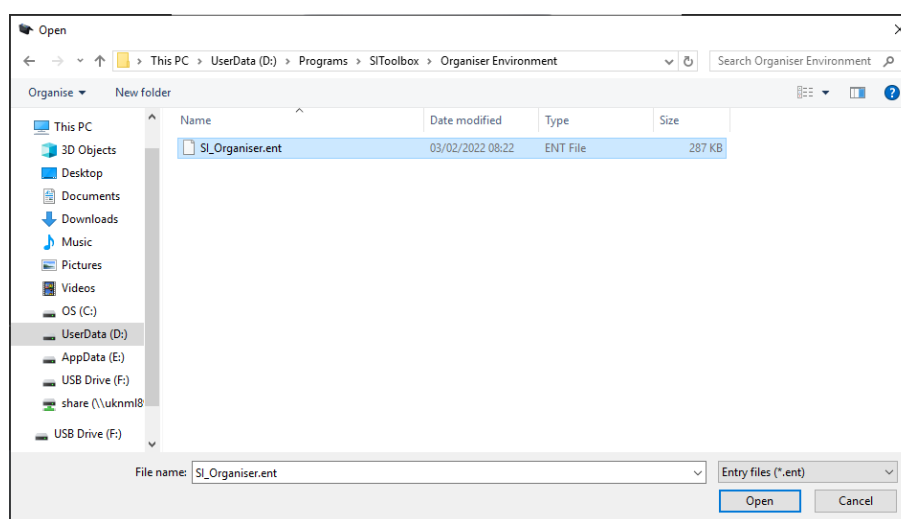 Open
This PC > UserData (D:) > Programs > SIToolbox > Organiser Environment
Search Organiser Environment
Organise New folder
Name Date modified Type Size
SI_Organiser.ent 03/02/2022 08:22 ENT File 287 KB
This PC
3D Objects
Desktop
Documents
Downloads
Music
Pictures
Videos
OS (C:)
UserData (D:)
AppData (E:)
USB Drive (F:)
share (\\uknml8
USB Drive (F:)
File name: SI_Organiser.ent
Entry files (*.ent)
Open Cancel